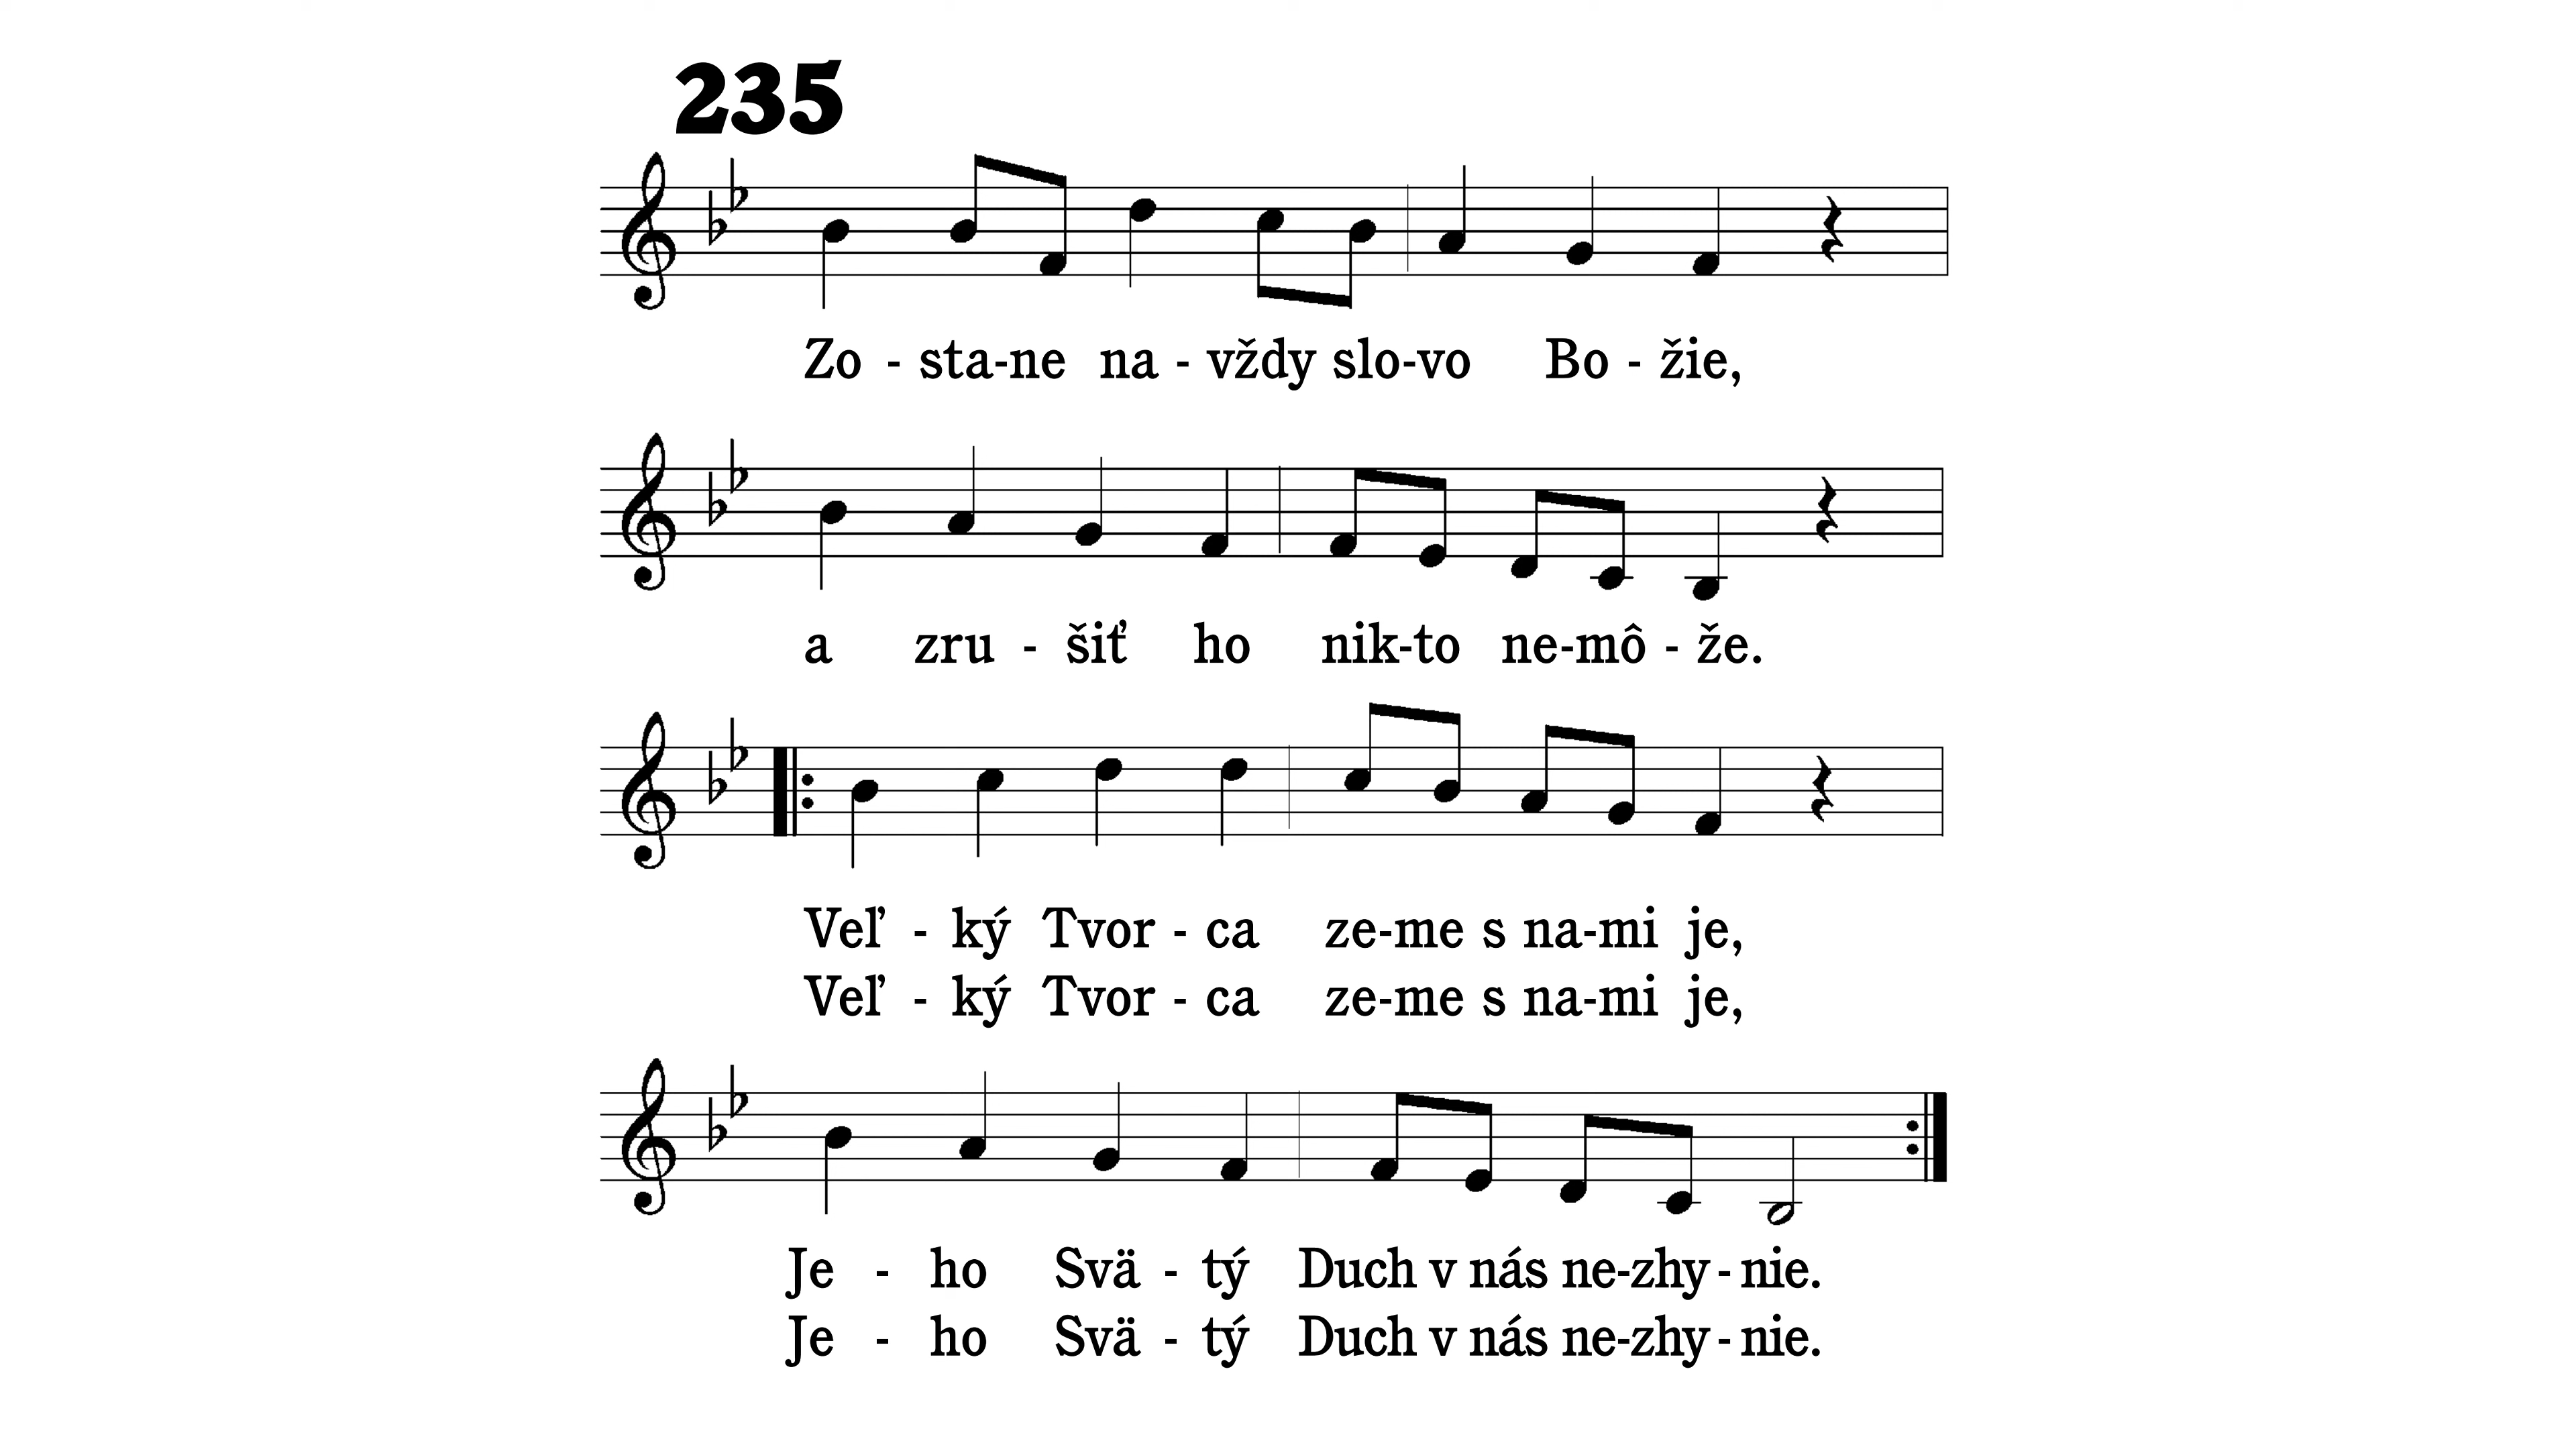 235
Zo - sta-ne na - vždy slo-vo Bo - žie,
a zru - šiť ho nik-to ne-mô - že.
Veľ - ký Tvor - ca ze-me s na-mi je,
Veľ - ký Tvor - ca ze-me s na-mi je,
Je - ho Svä - tý Duch v nás ne-zhy - nie.
Je - ho Svä - tý Duch v nás ne-zhy - nie.